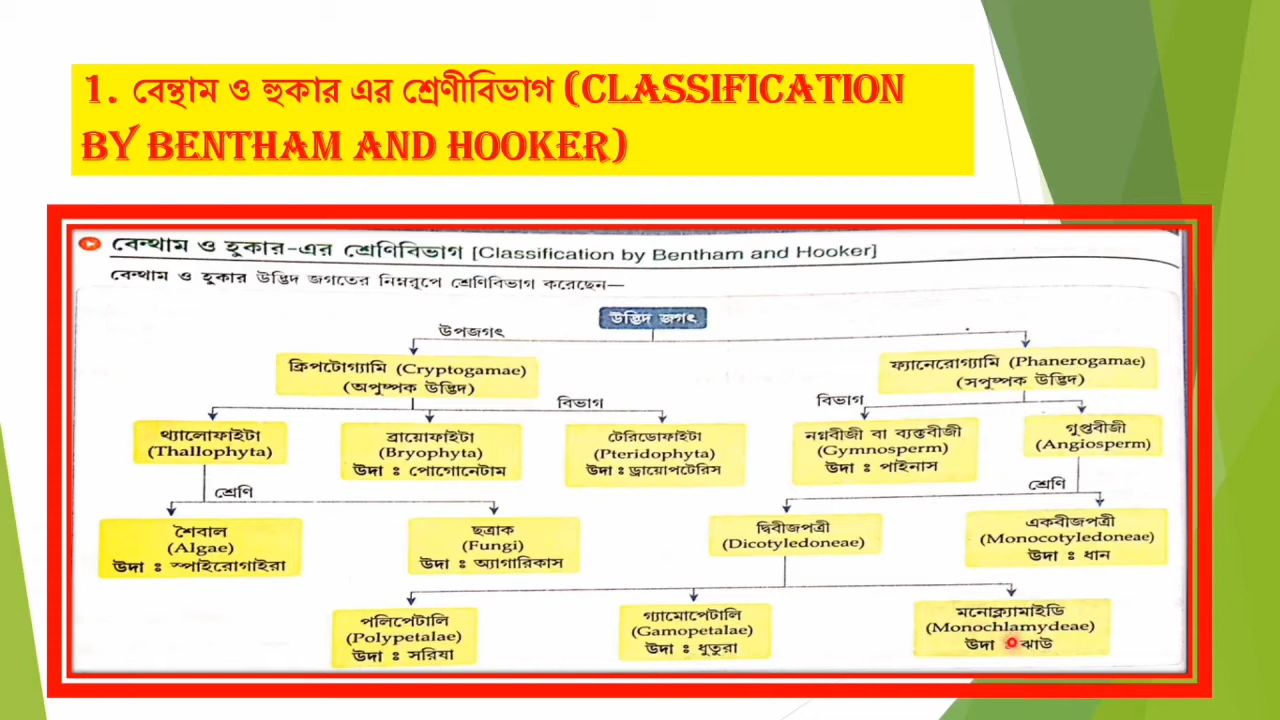 1. বেন্থাম ও হুকার এর শ্রেণীবিভাগ (CLASSIFICATION
BY BENTHAM AND HOOKER)
বেন্থাম ও হুকার-এর শ্রেণিবিভাগ [Classification by Bentham and Hooker]
বেন্থাম ও হুকার উদ্ভিদ জগতের নিম্নরূপে শ্রেণিবিভাগ করেছেন—
উদ্ভিদ জগৎ
উপজগৎ
ক্রিপটোগ্যামি (Cryptogamae)
(অপুষ্পক উদ্ভিদ)
ফ্যানেরোগ্যামি (Phanerogamae)
(সপুষ্পক উদ্ভিদ)
বিভাগ
বিভাগ
থ্যালোফাইটা
(Thallophyta)
ব্রায়োফাইটা
(Bryophyta)
উদা ঃ পোগোনেটাম
টেরিডোফাইটা
(Pteridophyta)
উদা ঃ ড্রায়োপটেরিস
নগ্নবীজী বা ব্যক্তবীজী
(Gymnosperm)
উদা ঃ পাইনাস
গুপ্তবীজী
(Angiosperm)
শ্রেণি
শ্রেণি
শৈবাল
(Algae)
উদা ঃ স্পাইরোগাইরা
ছত্রাক
(Fungi)
উদা ঃ অ্যাগারিকাস
দ্বিবীজপত্রী
(Dicotyledoneae)
একবীজপত্রী
(Monocotyledoneae)
উদা ঃ ধান
পলিপেটালি
(Polypetalae)
উদা ঃ সরিষা
গ্যামোপেটালি
(Gamopetalae)
উদা ঃ ধুতুরা
মনোক্ল্যামাইডি
(Monochlamydeae)
উদা ঃ ঝাউ